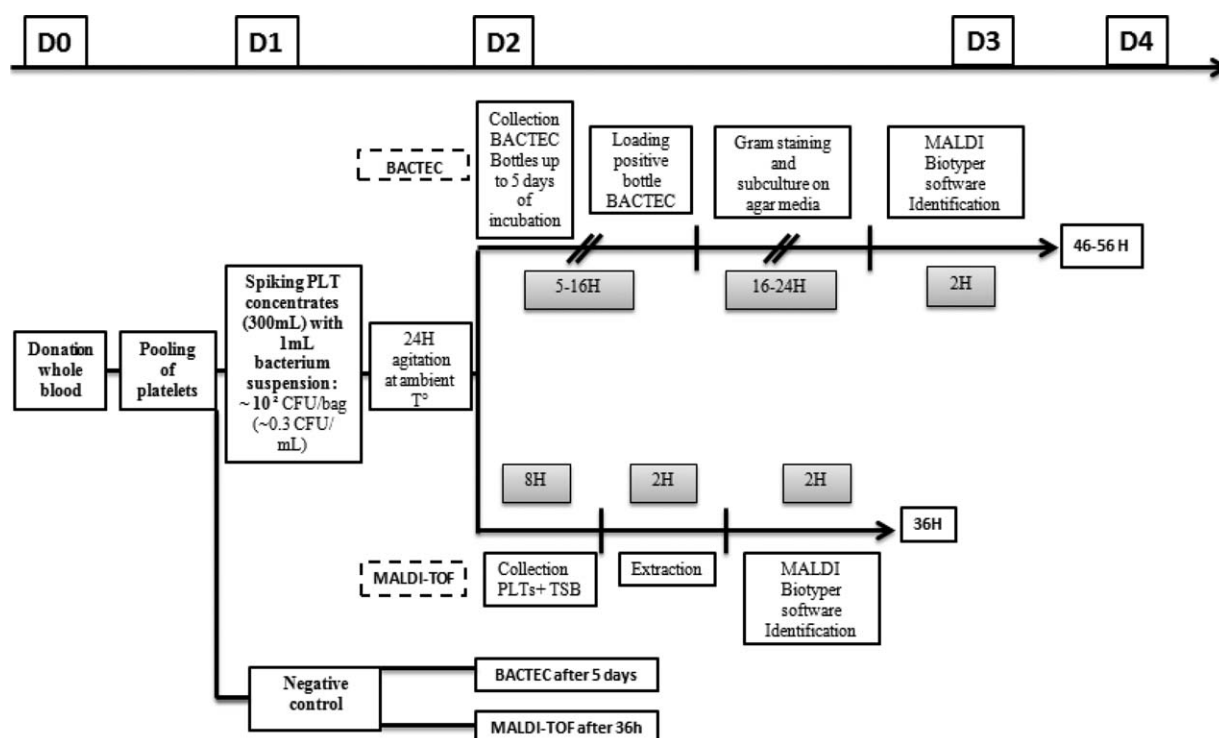 D0
D1
D2
D3
D4
BACTEC
Collection
BACTEC
Bottles up
to 5 days
of
incubation
Loading
positive
bottle
BACTEC
Gram staining
and
subculture on
agar media
MALDI
Biotyper
software
Identification
5-16H
16-24H
2H
46-56 H
Donation
whole
blood
Pooling
of
platelets
Spiking PLT
concentrates
(300mL) with
1mL
bacterium
suspension :
~ 10² CFU/bag
(~0.3 CFU/
mL)
24H
agitation
at ambient
T°
8H
2H
2H
36H
MALDI-TOF
Collection
PLTs+ TSB
Extraction
MALDI
Biotyper
software
Identification
Negative
control
BACTEC after 5 days
MALDI-TOF after 36h